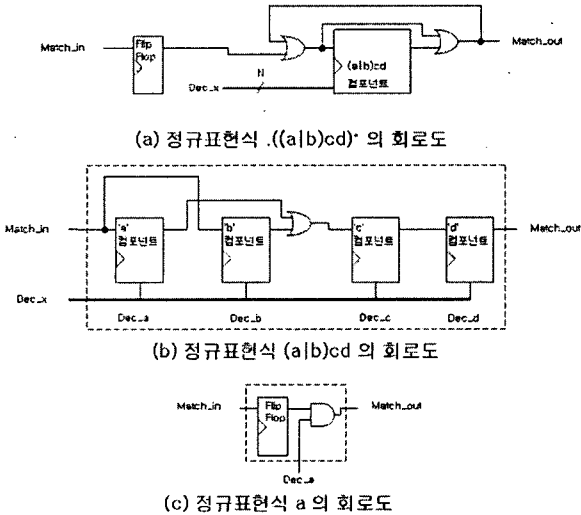 Match_in
Flip
Flop
Match_out
N
Dec_x
(a|b)cd
컴포넌트
(a) 정규표현식 .((a|b)cd)* 의 회로도
Match_in
'a'
컴포넌트
'b'
컴포넌트
'c'
컴포넌트
'd'
컴포넌트
Match_out
Dec_x
Dec_a
Dec_b
Dec_c
Dec_d
(b) 정규표현식 (a|b)cd 의 회로도
Match_in
Flip
Flop
Match_out
Dec_a
(c) 정규표현식 a 의 회로도